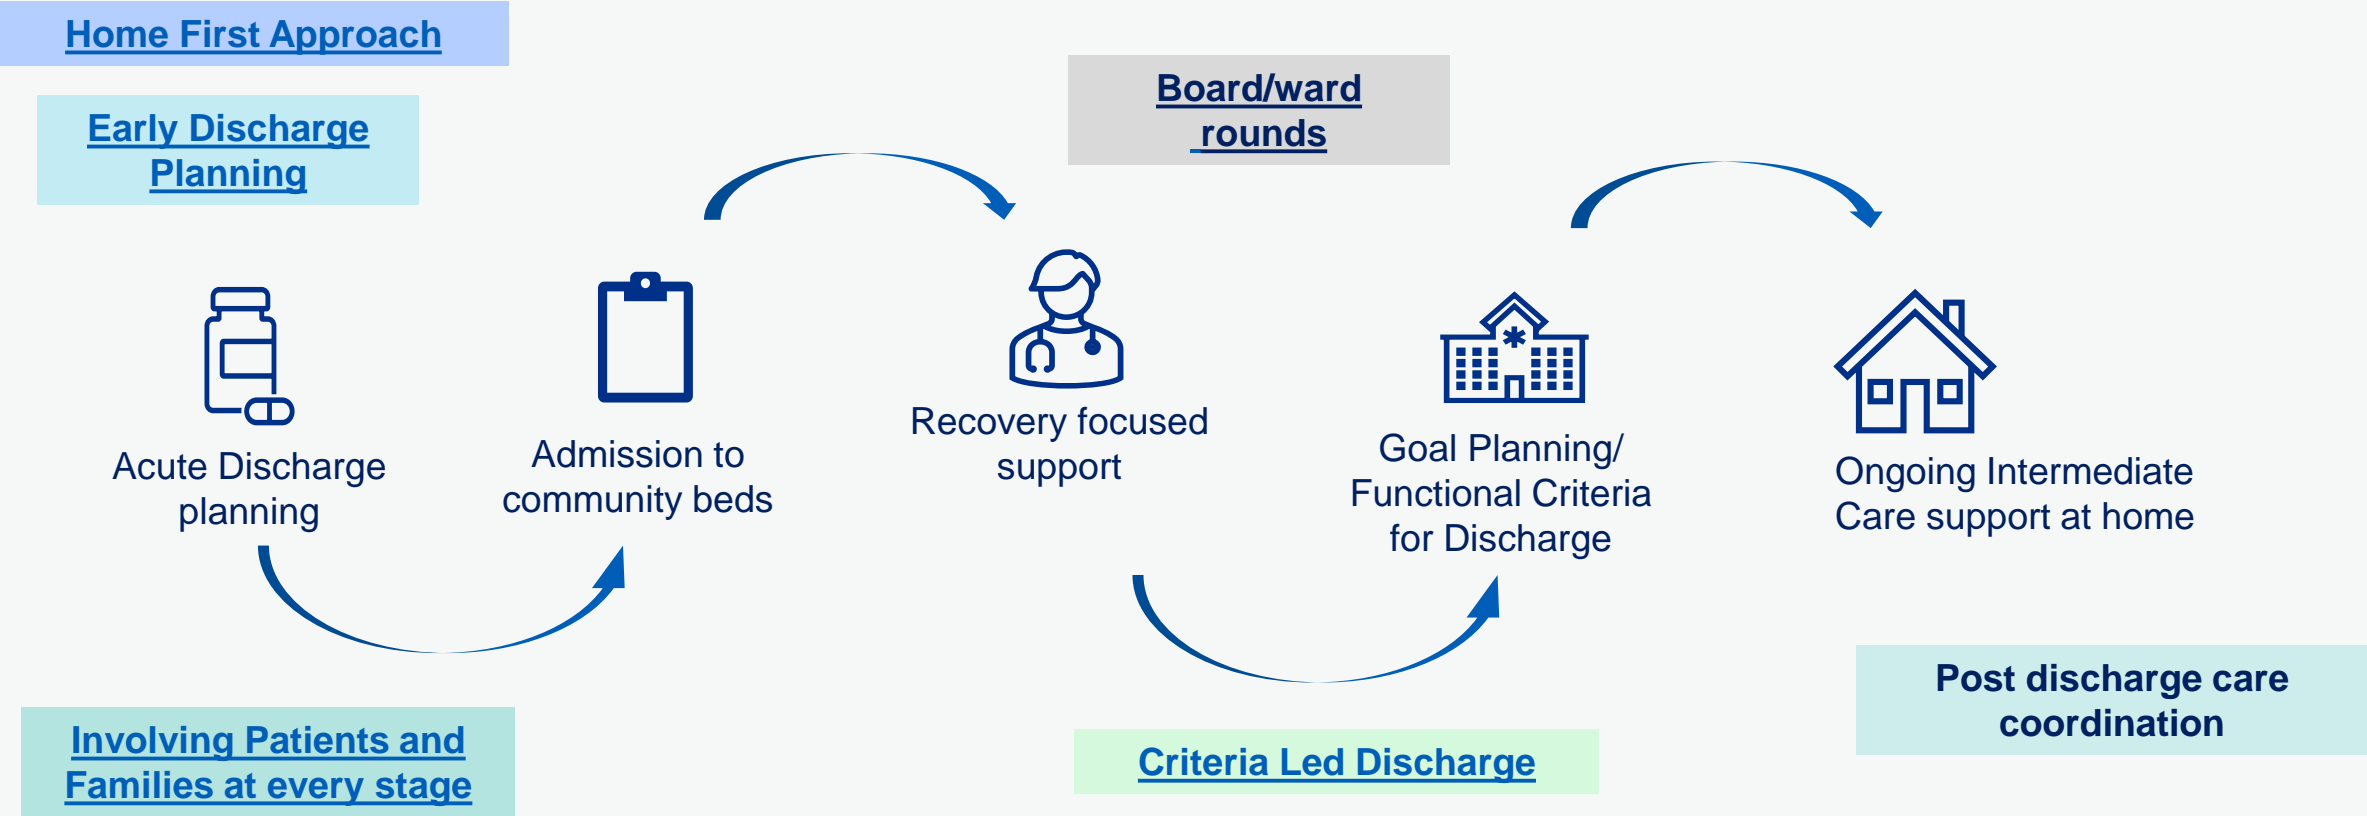 Home First Approach
Early Discharge
Planning
Board/ward
rounds
Acute Discharge
planning
Admission to
community beds
Recovery focused
support
Goal Planning/
Functional Criteria
for Discharge
Ongoing Intermediate
Care support at home
Involving Patients and
Families at every stage
Criteria Led Discharge
Post discharge care
coordination